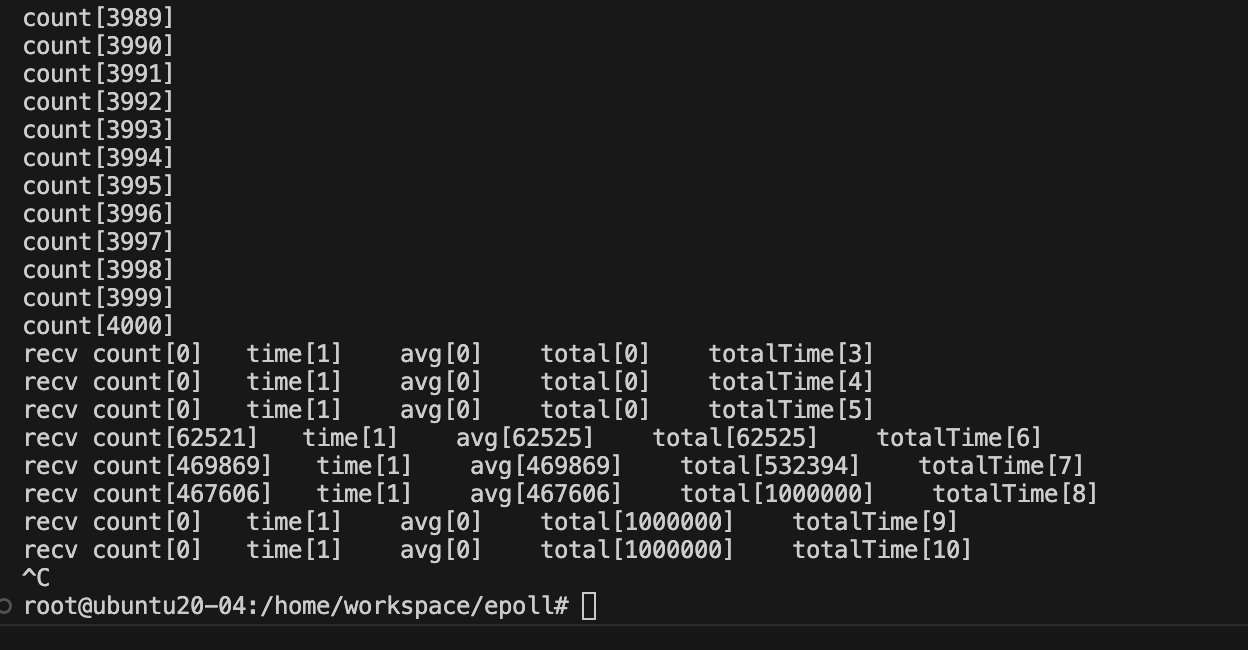 count[3989]
count[3990]
count[3991]
count[3992]
count[3993]
count[3994]
count[3995]
count[3996]
count[3997]
count[3998]
count[3999]
count[4000]
recv count[0]   time[1]    avg[0]    total[0]    totalTime[3]
recv count[0]   time[1]    avg[0]    total[0]    totalTime[4]
recv count[0]   time[1]    avg[0]    total[0]    totalTime[5]
recv count[62521]   time[1]    avg[62525]    total[62525]    totalTime[6]
recv count[469869]   time[1]    avg[469869]    total[532394]    totalTime[7]
recv count[467606]   time[1]    avg[467606]    total[1000000]    totalTime[8]
recv count[0]   time[1]    avg[0]    total[1000000]    totalTime[9]
recv count[0]   time[1]    avg[0]    total[1000000]    totalTime[10]
^C
root@ubuntu20-04:/home/workspace/epoll#